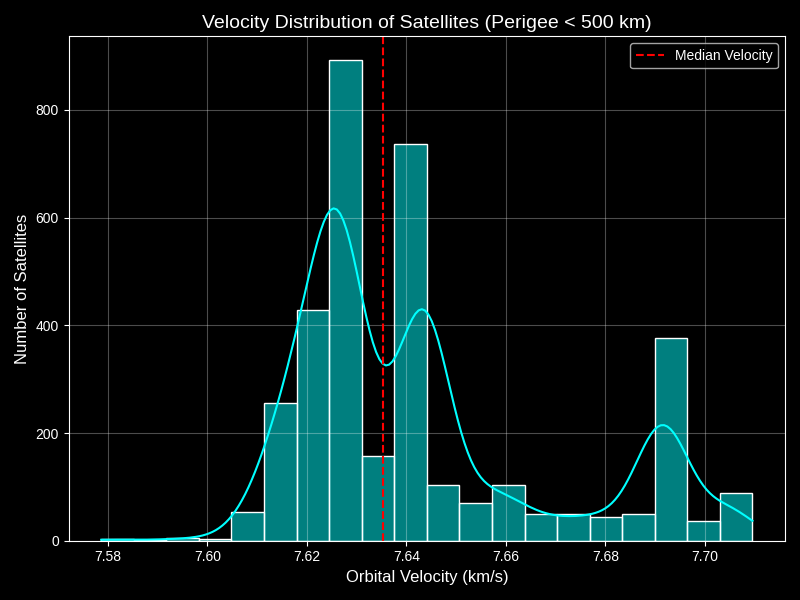 Velocity Distribution of Satellites (Perigee < 500 km)
Median Velocity
Number of Satellites
800
600
400
200
0
7.58 7.60 7.62 7.64 7.66 7.68 7.70
Orbital Velocity (km/s)